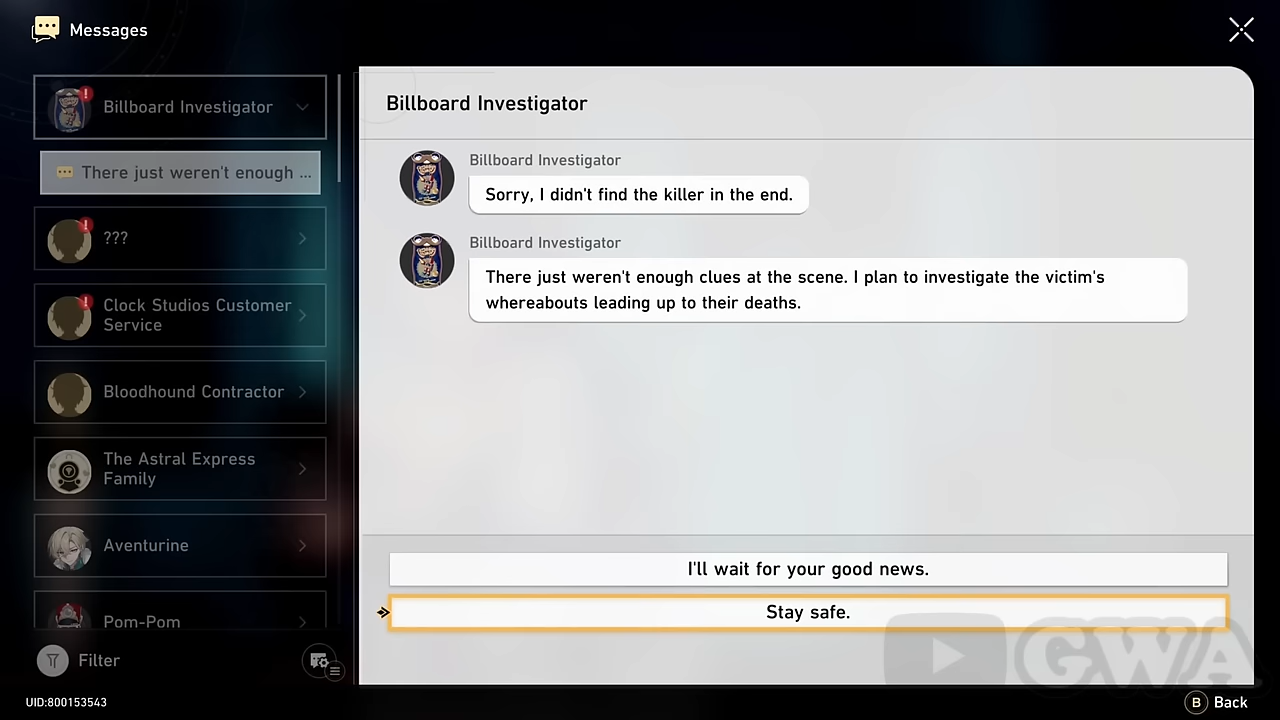 Messages
Billboard Investigator
There just weren't enough ...
???
Clock Studios Customer
Service
Bloodhound Contractor
The Astral Express
Family
Aventurine
Pom-Pom
Filter
UID:800153543
Billboard Investigator
Billboard Investigator
Sorry, I didn't find the killer in the end.
Billboard Investigator
There just weren't enough clues at the scene. I plan to investigate the victim's
whereabouts leading up to their deaths.
I'll wait for your good news.
Stay safe.
GWA
B Back